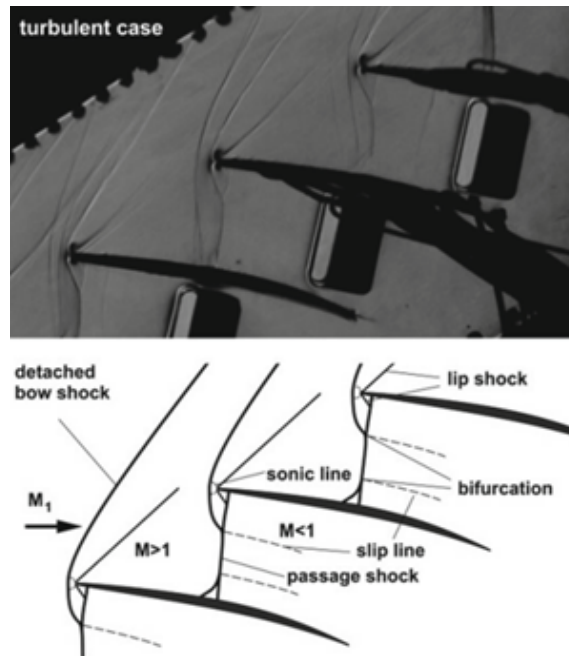 turbulent case
detached
bow shock
lip shock
M1
sonic line
bifurcation
M>1
M<1
slip line
passage shock